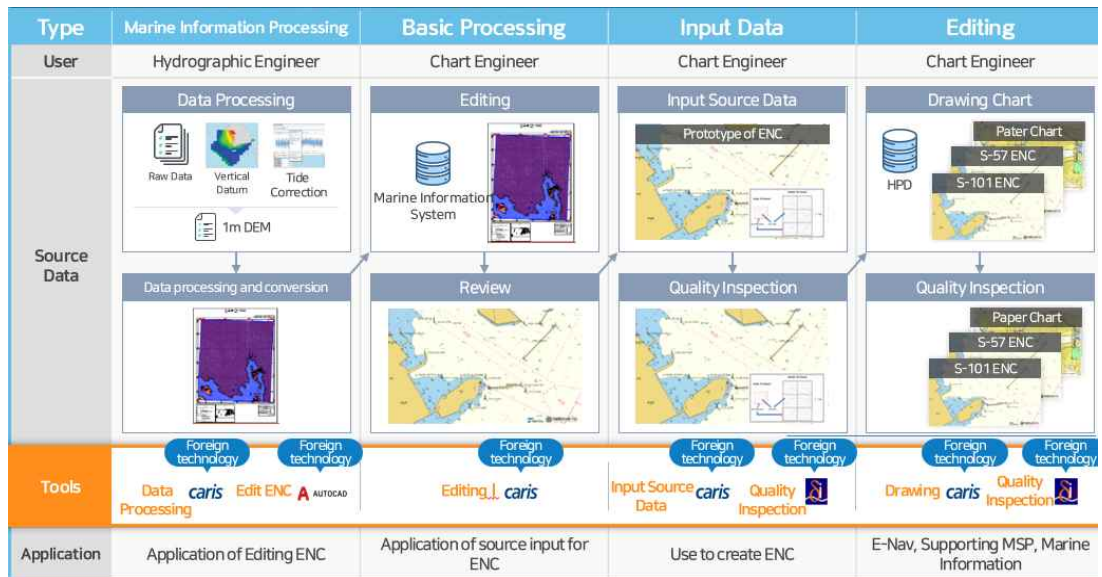 Type
Marine Information Processing
Basic Processing
Input Data
Editing
User
Hydrographic Engineer
Chart Engineer
Chart Engineer
Chart Engineer
Source
Data
Data Processing
Raw Data
Vertical
Datum
Tide
Correction
1m DEM
Data processing and conversion
Editing
Marine Information
System
Review
Input Source Data
Prototype of ENC
Quality Inspection
Drawing Chart
HPD
Pater Chart
S-57 ENC
S-101 ENC
Quality Inspection
Paper Chart
S-57 ENC
S-101 ENC
Tools
Foreign
technology
Data
Processing
caris
Foreign
technology
Edit ENC
A AUTOCAD
Foreign
technology
Editing
caris
Foreign
technology
Input Source
Data
caris
Foreign
technology
Quality
Inspection
Foreign
technology
Drawing
caris
Foreign
technology
Quality
Inspection
Application
Application of Editing ENC
Application of source input for
ENC
Use to create ENC
E-Nav, Supporting MSP, Marine
Information